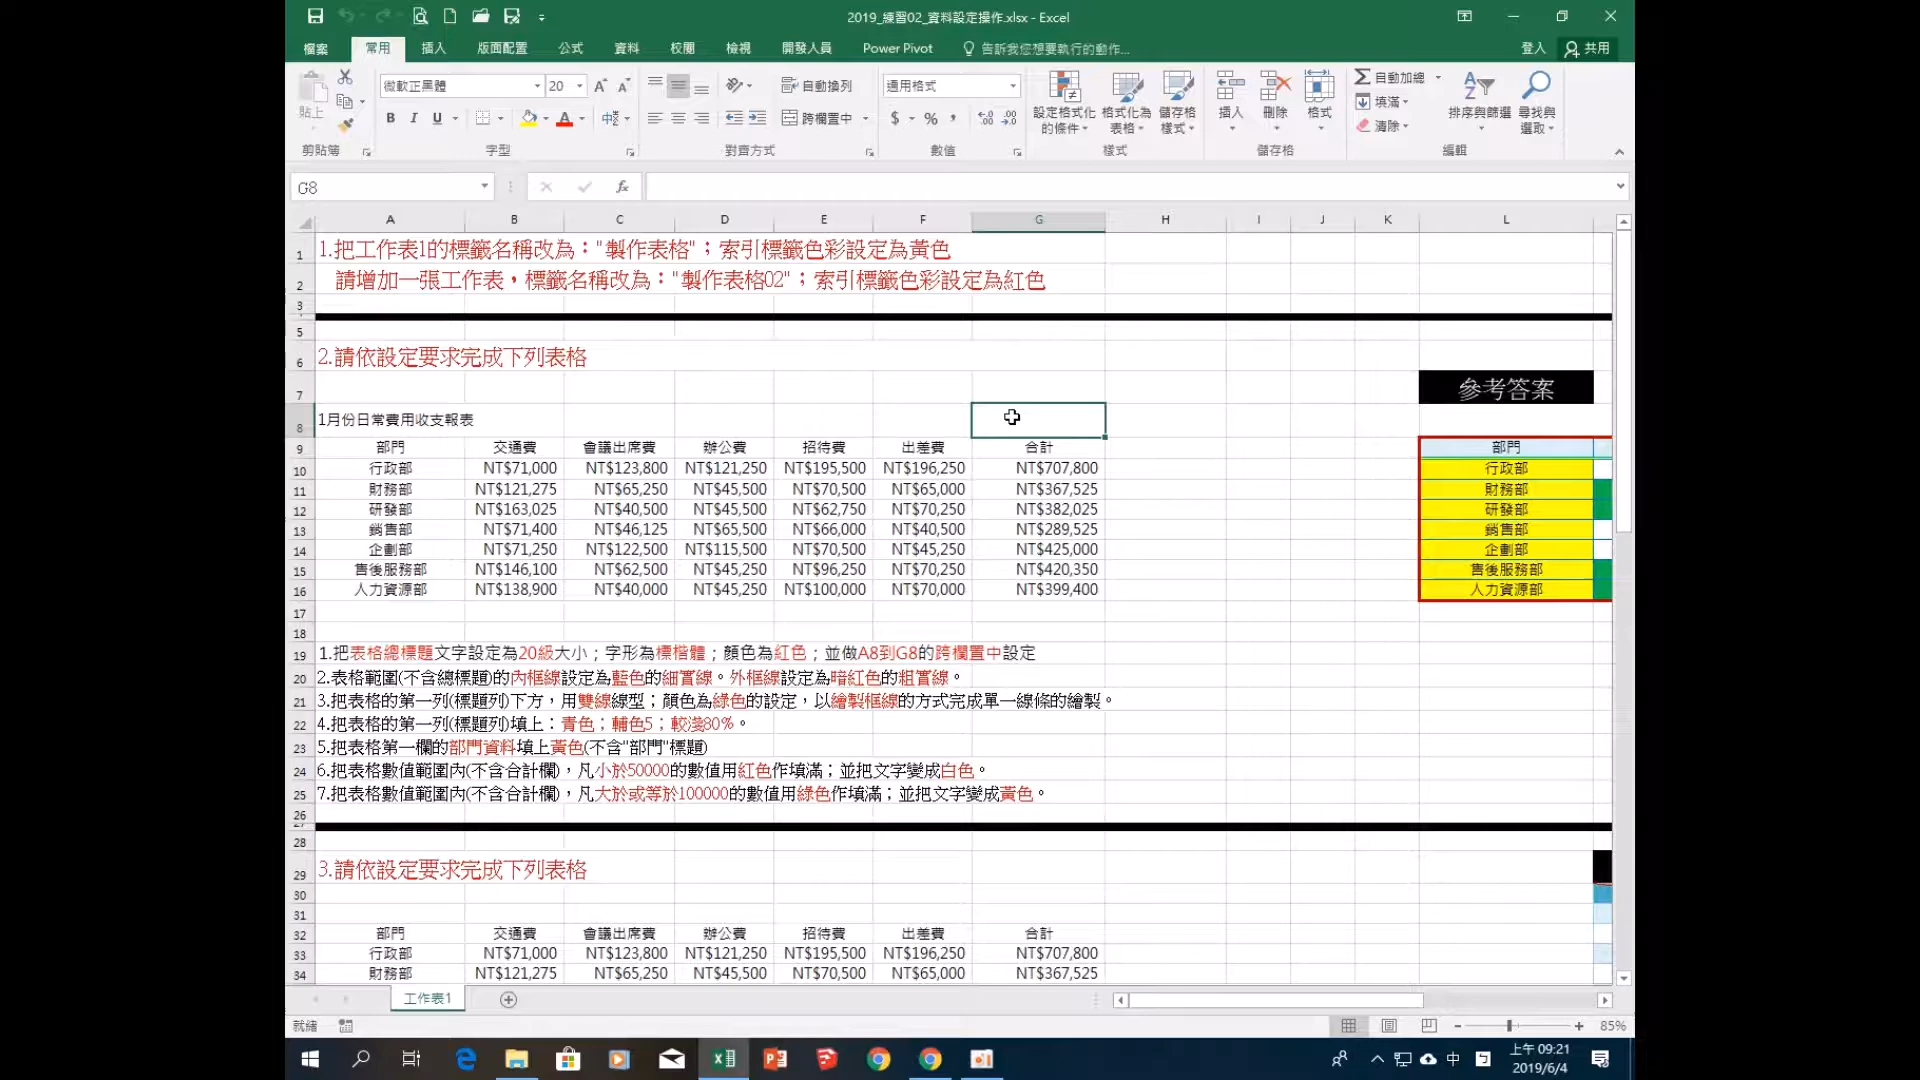 2019_練習02_資料設定操作.xlsx - Excel
檔案 常用 插入 版面配置 公式 資料 校閱 檢視 開發人員 Power Pivot 告訴我您想要執行的動作... 登入 共用
貼上 微軟正黑體 20 自動換列 通用格式 設定格式化的條件 格式化為表格 儲存格樣式 插入 刪除 格式 自動加總 填滿 清除 排序與篩選 尋找與選取
B I U 跨欄置中 $ % ,
剪貼簿 字型 對齊方式 數值 樣式 儲存格 編輯
G8 fx
A B C D E F G H I J K L
1 1.把工作表1的標籤名稱改為："製作表格"；索引標籤色彩設定為黃色
2 請增加一張工作表，標籤名稱改為："製作表格02"；索引標籤色彩設定為紅色
3
5
6 2.請依設定要求完成下列表格
7 參考答案
8 1月份日常費用收支報表
9 部門 交通費 會議出席費 辦公費 招待費 出差費 合計 部門
10 行政部 NT$71,000 NT$123,800 NT$121,250 NT$195,500 NT$196,250 NT$707,800 行政部
11 財務部 NT$121,275 NT$65,250 NT$45,500 NT$70,500 NT$65,000 NT$367,525 財務部
12 研發部 NT$163,025 NT$40,500 NT$45,500 NT$62,750 NT$70,250 NT$382,025 研發部
13 銷售部 NT$71,400 NT$46,125 NT$65,500 NT$66,000 NT$40,500 NT$289,525 銷售部
14 企劃部 NT$71,250 NT$122,500 NT$115,500 NT$70,500 NT$45,250 NT$425,000 企劃部
15 售後服務部 NT$146,100 NT$62,500 NT$45,250 NT$96,250 NT$70,250 NT$420,350 售後服務部
16 人力資源部 NT$138,900 NT$40,000 NT$45,250 NT$100,000 NT$70,000 NT$399,400 人力資源部
17
18
19 1.把表格總標題文字設定為20級大小；字形為標楷體；顏色為紅色；並做A8到G8的跨欄置中設定
20 2.表格範圍(不含總標題)的內框線設定為藍色的細實線。外框線設定為暗紅色的粗實線。
21 3.把表格的第一列(標題列)下方，用雙線線型；顏色為綠色的設定，以繪製框線的方式完成單一線條的繪製。
22 4.把表格的第一列(標題列)填上：青色；輔色5；較淺80%。
23 5.把表格第一欄的部門資料填上黃色(不含"部門"標題)
24 6.把表格數值範圍內(不含合計欄)，凡小於50000的數值用紅色作填滿；並把文字變成白色。
25 7.把表格數值範圍內(不含合計欄)，凡大於或等於100000的數值用綠色作填滿；並把文字變成黃色。
26
28
29 3.請依設定要求完成下列表格
30
31
32 部門 交通費 會議出席費 辦公費 招待費 出差費 合計
33 行政部 NT$71,000 NT$123,800 NT$121,250 NT$195,500 NT$196,250 NT$707,800
34 財務部 NT$121,275 NT$65,250 NT$45,500 NT$70,500 NT$65,000 NT$367,525
工作表1
就緒 85%
中 上午 09:21
2019/6/4